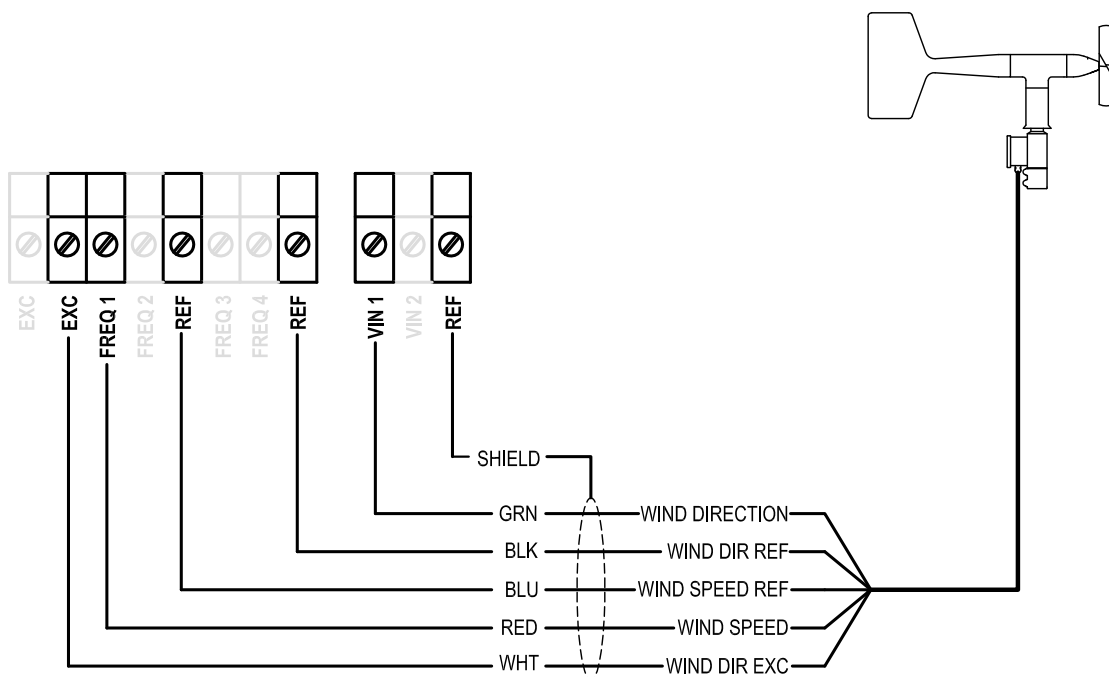 EXC
EXC
FREQ 1
FREQ 2
REF
FREQ 3
FREQ 4
REF
VIN 1
VIN 2
REF
SHIELD
GRN WIND DIRECTION
BLK WIND DIR REF
BLU WIND SPEED REF
RED WIND SPEED
WHT WIND DIR EXC